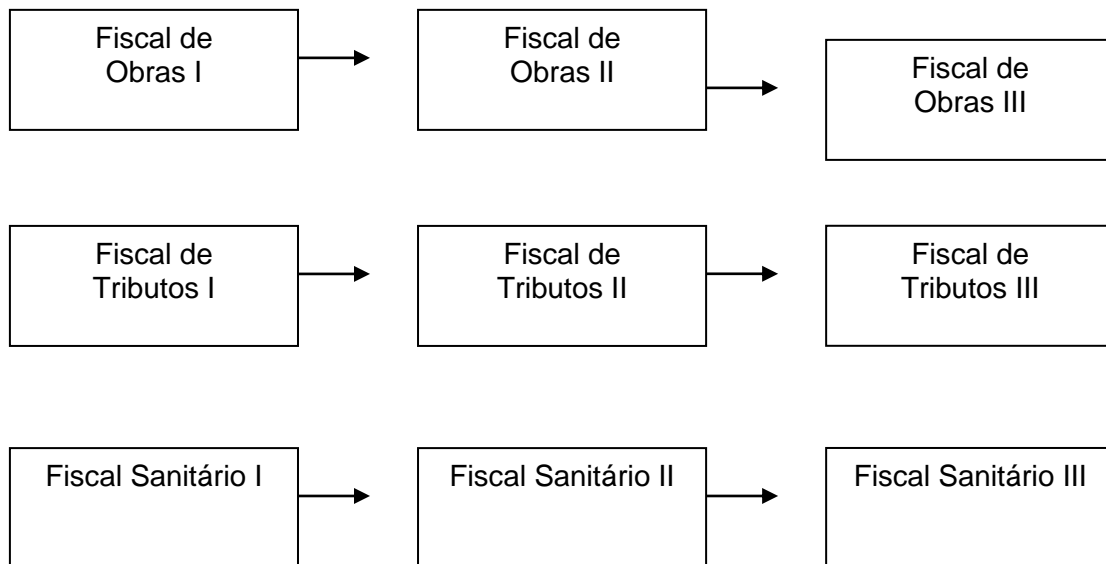 Fiscal de
Obras I
Fiscal de
Obras II
Fiscal de
Obras III
Fiscal de
Tributos I
Fiscal de
Tributos II
Fiscal de
Tributos III
Fiscal Sanitário I
Fiscal Sanitário II
Fiscal Sanitário III